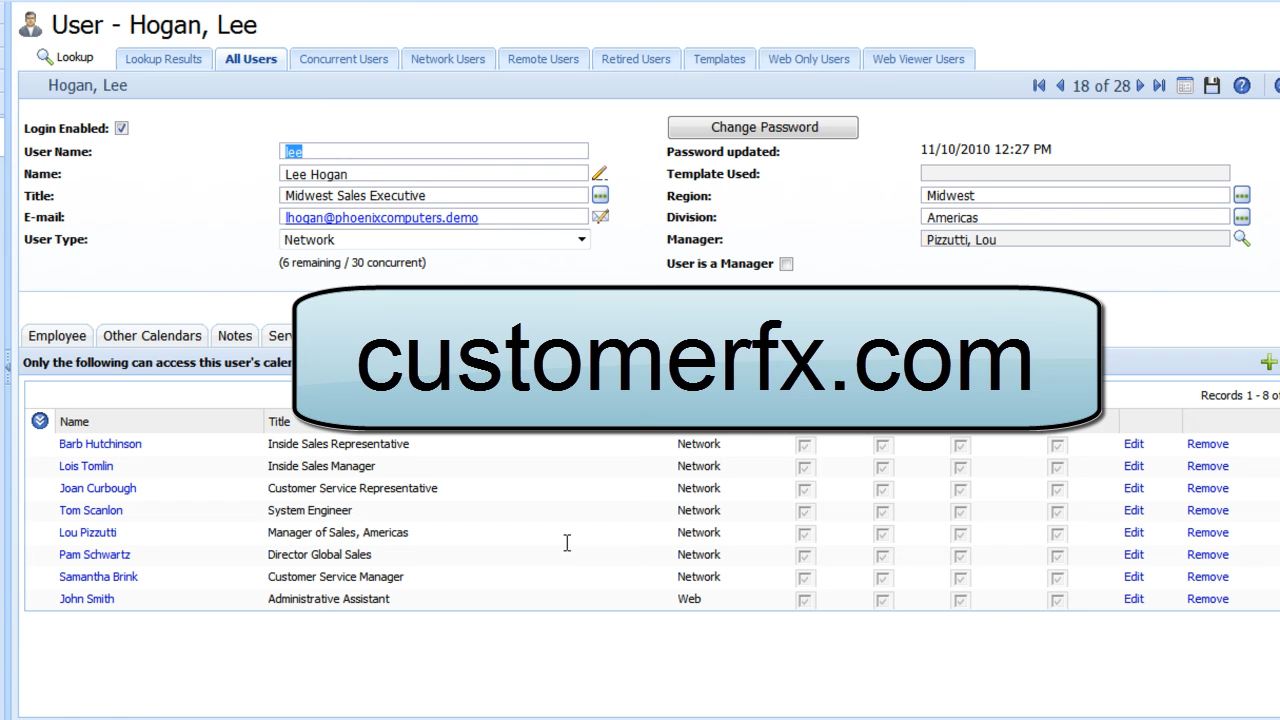 User - Hogan, Lee
Lookup Lookup Results All Users Concurrent Users Network Users Remote Users Retired Users Templates Web Only Users Web Viewer Users
Hogan, Lee 18 of 28
Login Enabled: Change Password
User Name: lee Password updated: 11/10/2010 12:27 PM
Name: Lee Hogan Template Used:
Title: Midwest Sales Executive Region: Midwest
E-mail: lhogan@phoenixcomputers.demo Division: Americas
User Type: Network Manager: Pizzutti, Lou
(6 remaining / 30 concurrent) User is a Manager
Employee Other Calendars Notes
Only the following can access this user's
customerfx.com
Records 1 - 8
Name Title
Barb Hutchinson Inside Sales Representative Network Edit Remove
Lois Tomlin Inside Sales Manager Network Edit Remove
Joan Curbough Customer Service Representative Network Edit Remove
Tom Scanlon System Engineer Network Edit Remove
Lou Pizzutti Manager of Sales, Americas Network Edit Remove
Pam Schwartz Director Global Sales Network Edit Remove
Samantha Brink Customer Service Manager Network Edit Remove
John Smith Administrative Assistant Web Edit Remove